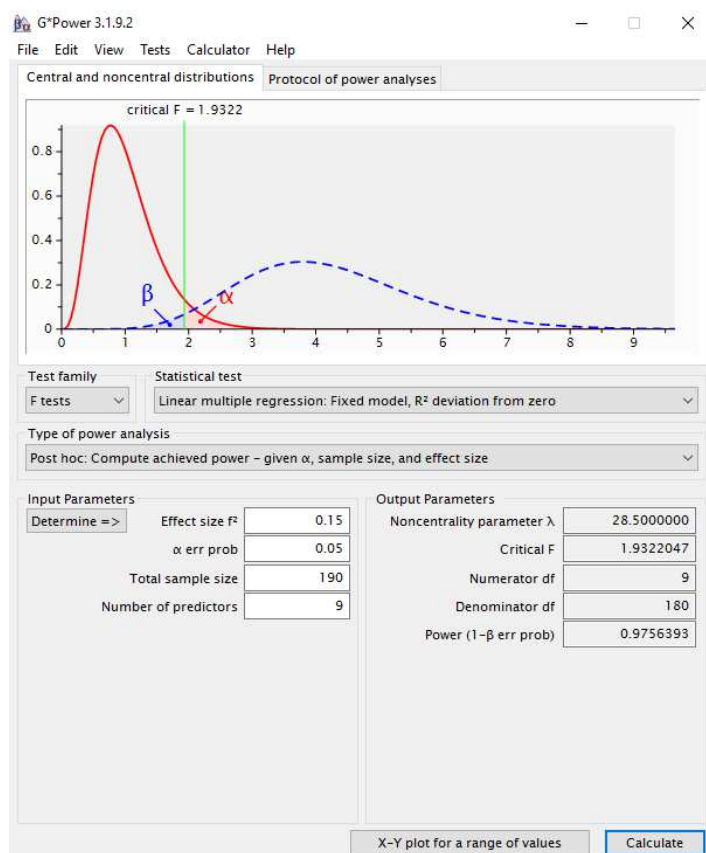 G*Power 3.1.9.2
File Edit View Tests Calculator Help
Central and noncentral distributions Protocol of power analyses
critical F = 1.9322
0.8
0.6
0.4
0.2
0
β α
0 1 2 3 4 5 6 7 8 9
Test family Statistical test
F tests Linear multiple regression: Fixed model, R² deviation from zero
Type of power analysis
Post hoc: Compute achieved power – given α, sample size, and effect size
Input Parameters Output Parameters
Determine => Effect size f² 0.15 Noncentrality parameter λ 28.5000000
α err prob 0.05 Critical F 1.9322047
Total sample size 190 Numerator df 9
Number of predictors 9 Denominator df 180
Power (1-β err prob) 0.9756393
X-Y plot for a range of values Calculate